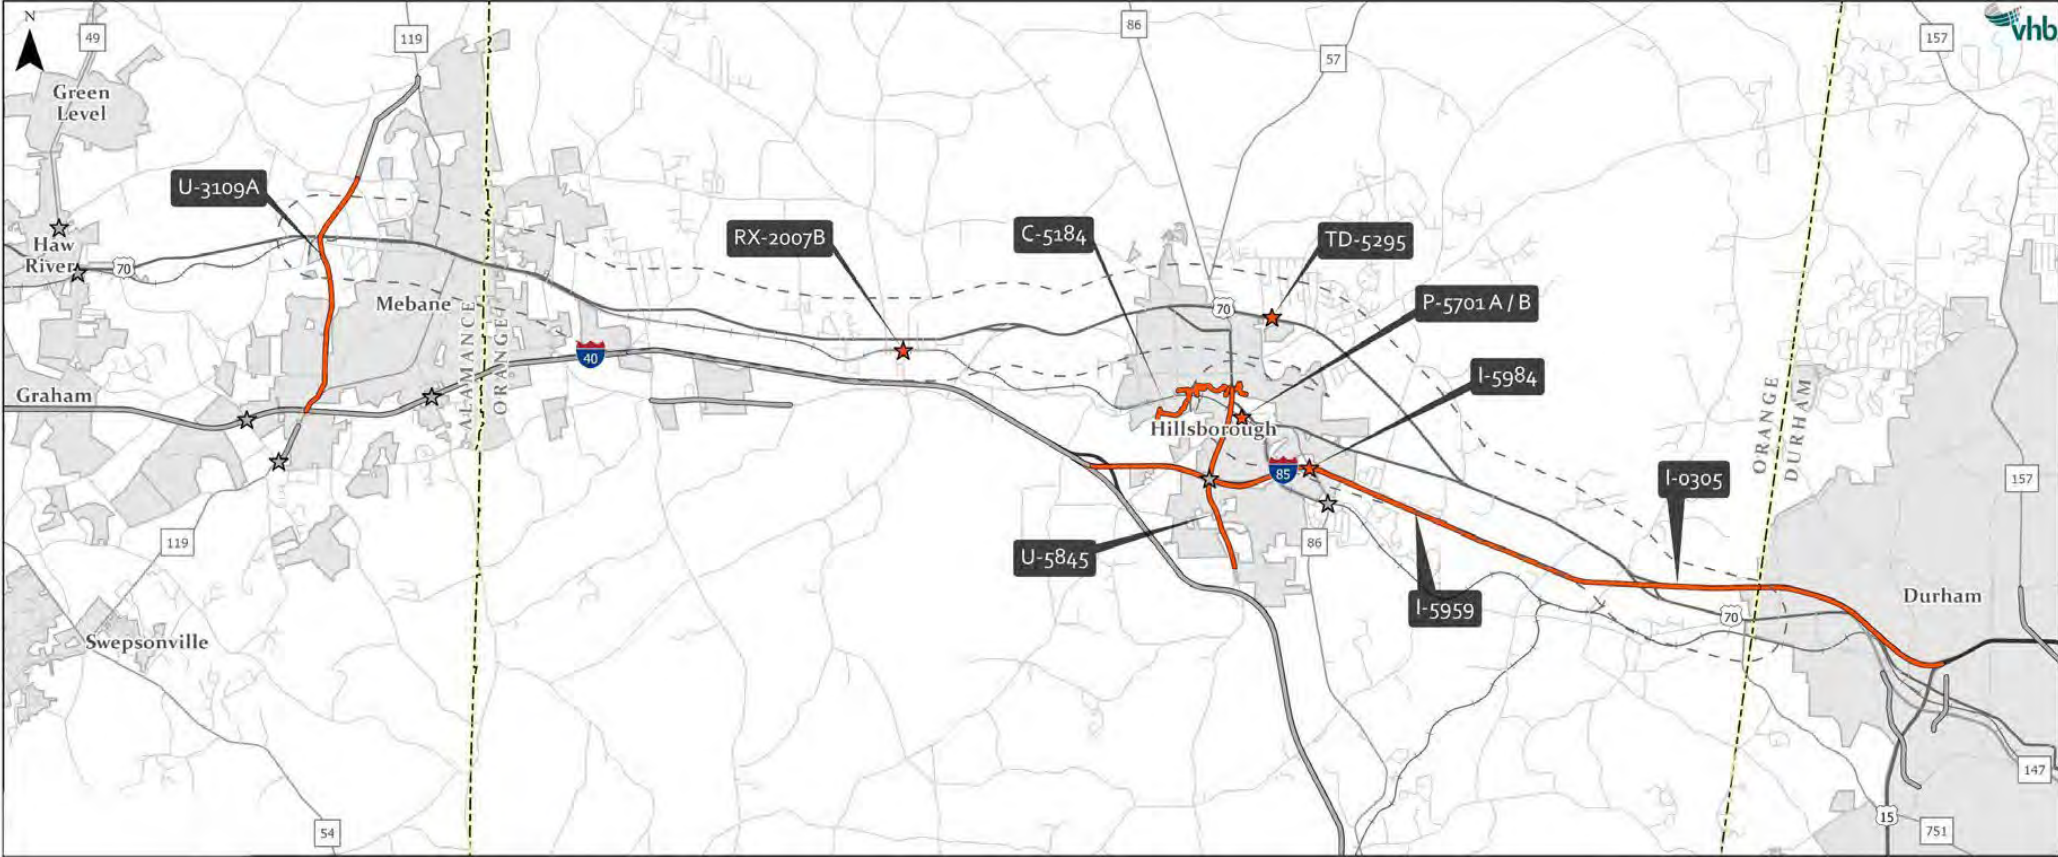 N
49
119
86
57
157
vhb
Green
Level
U-3109A
RX-2007B
C-5184
TD-5295
Haw
River
70
Mebane
ALAMANCE
ORANGE
70
P-5701 A / B
40
I-5984
Graham
Hillsborough
ORANGE
DURHAM
85
I-0305
157
119
86
U-5845
I-5959
Durham
70
Swepsonville
147
54
15
751